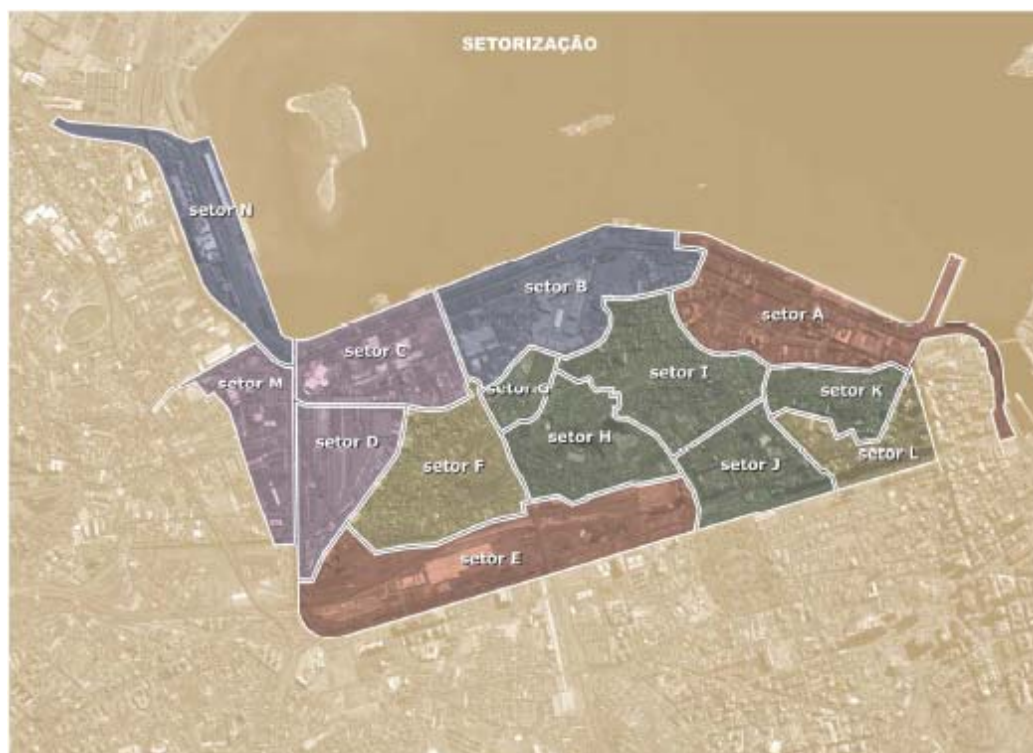 SETORIZAÇÃO
setor N
setor B
setor A
setor C
setor M
setor I
setor G
setor K
setor D
setor H
setor F
setor J
setor L
setor E